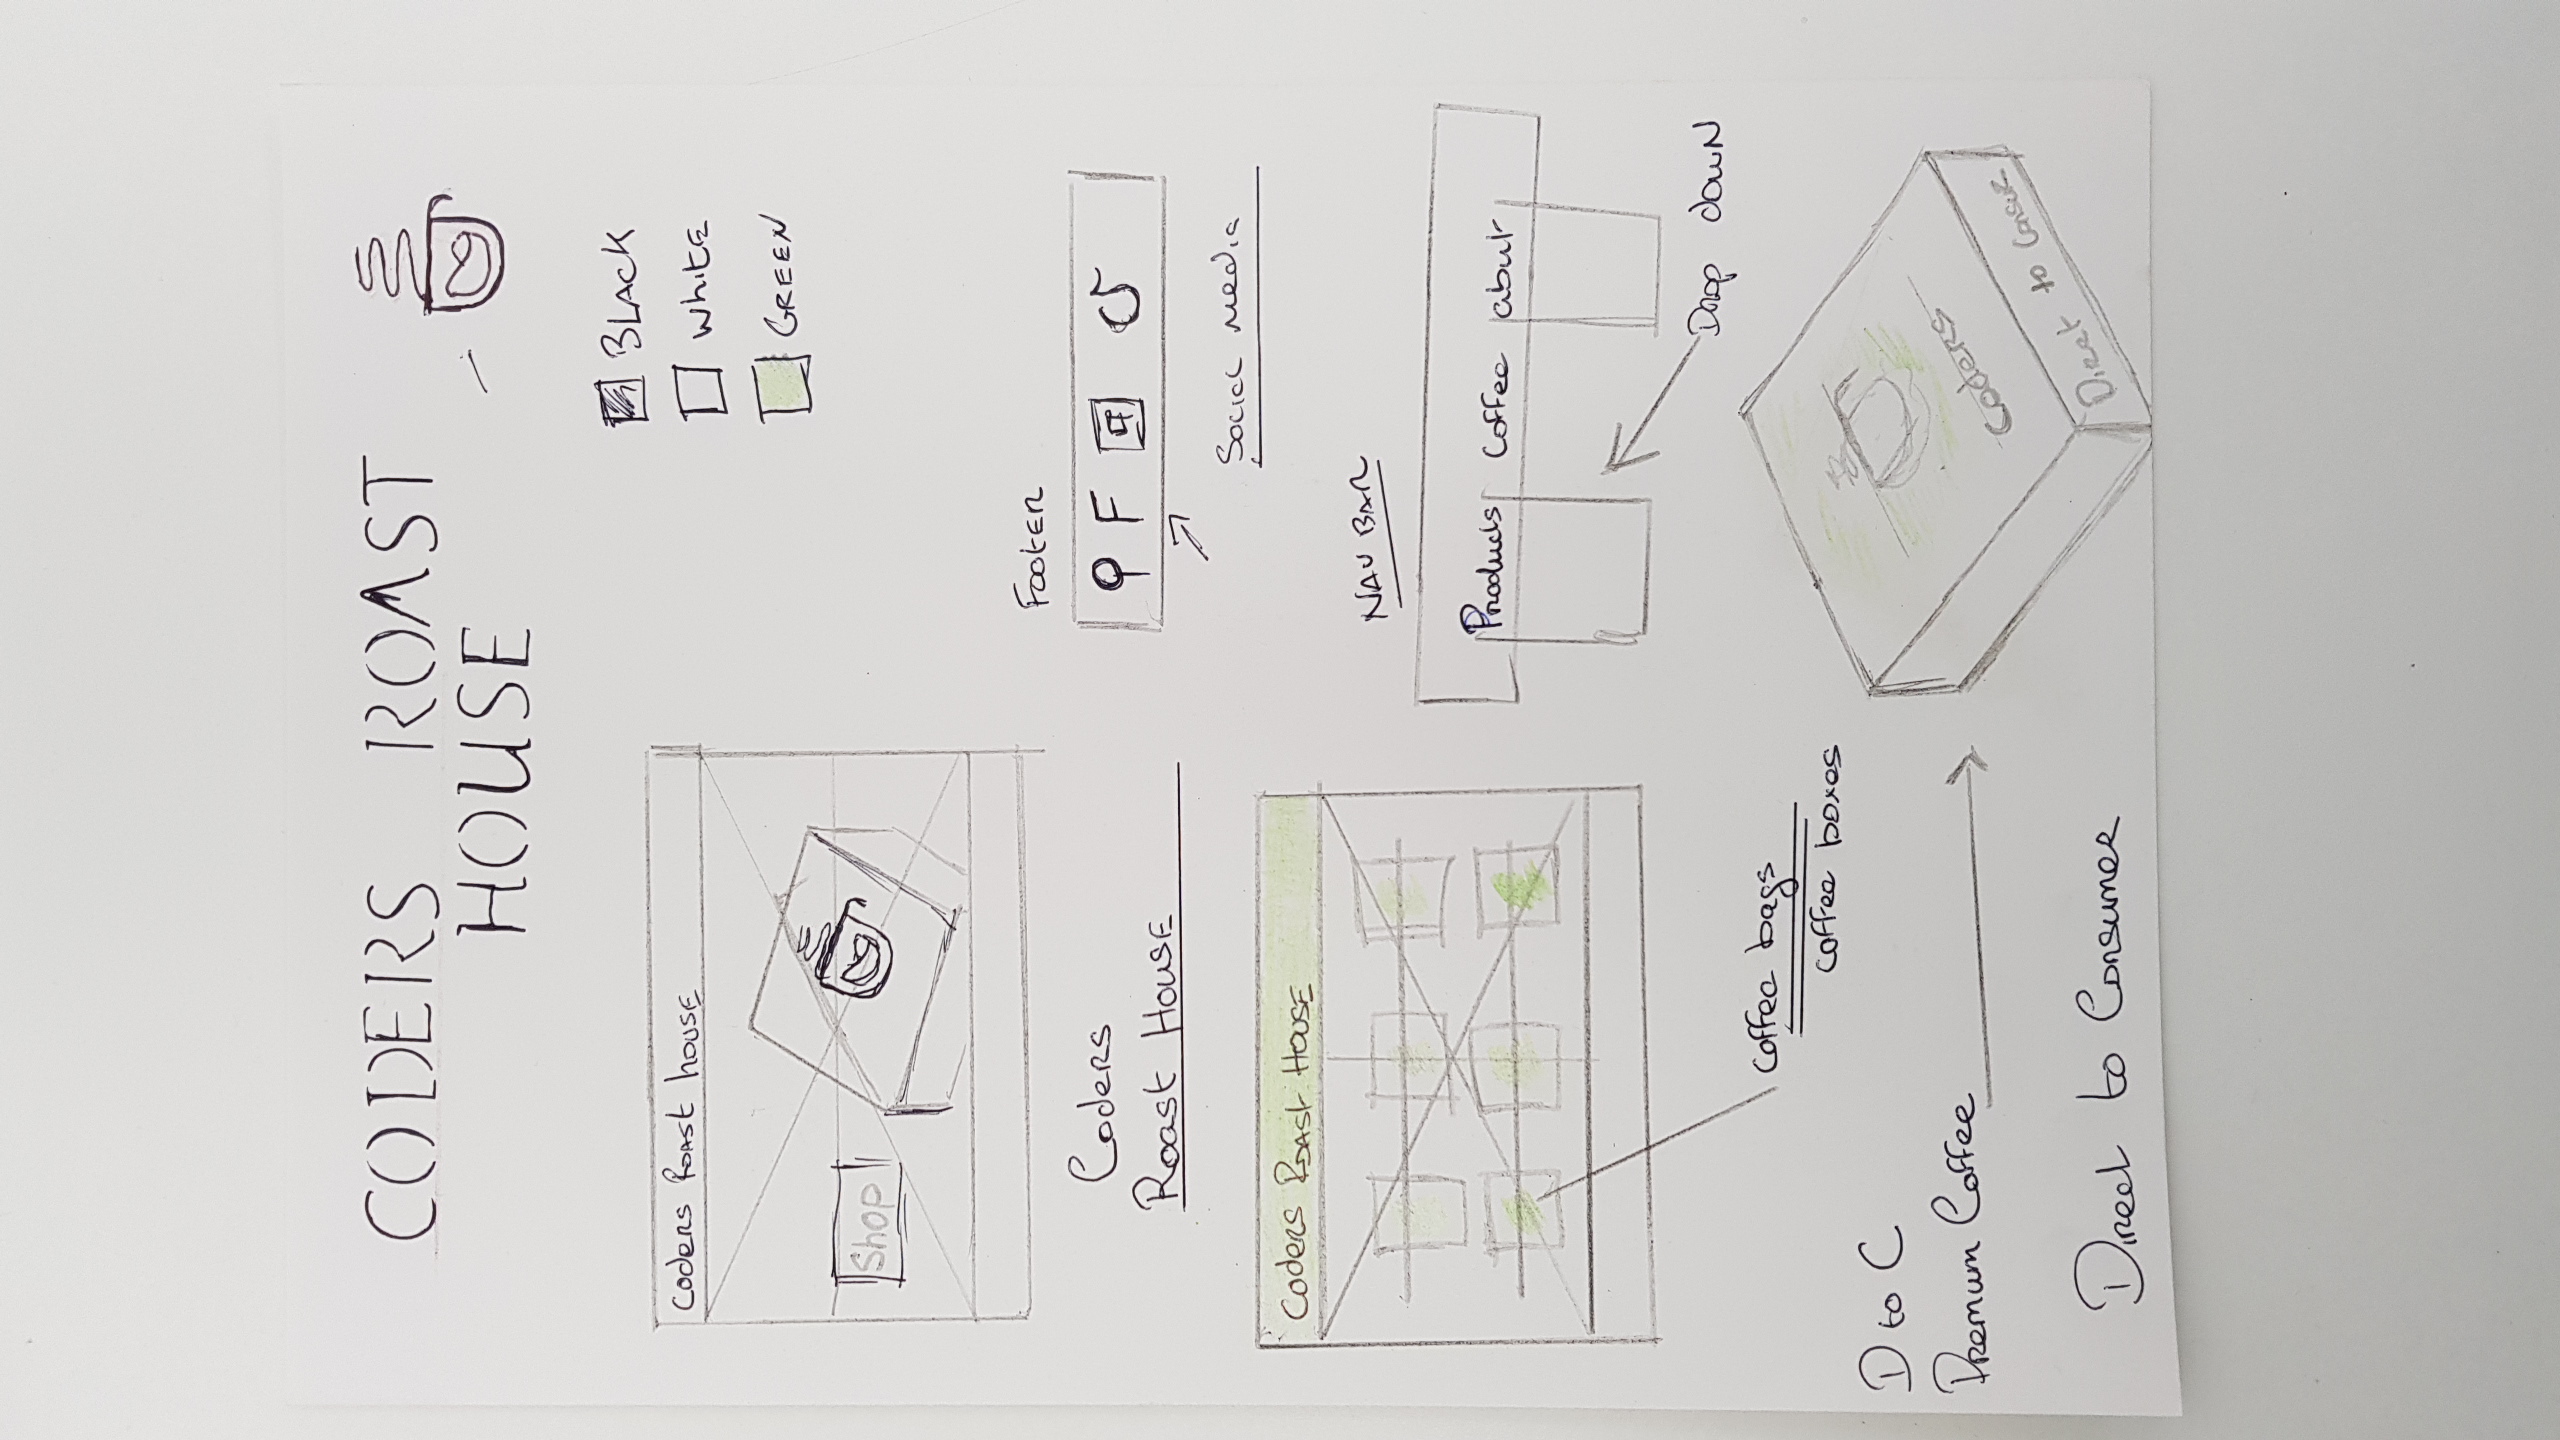 CODERS ROAST
HOUSE
BLACK
WhitE
GREEN
Coders Roast house
Shop
Coders
Roast House
Footer
F
Social media
Coders Roast House
NAV BAR
Products Coffee abut
Drop down
Coffee bags
coffee boxes
D to C
Premum Coffee
Coders
Direct to Consue
Direct to Consumer